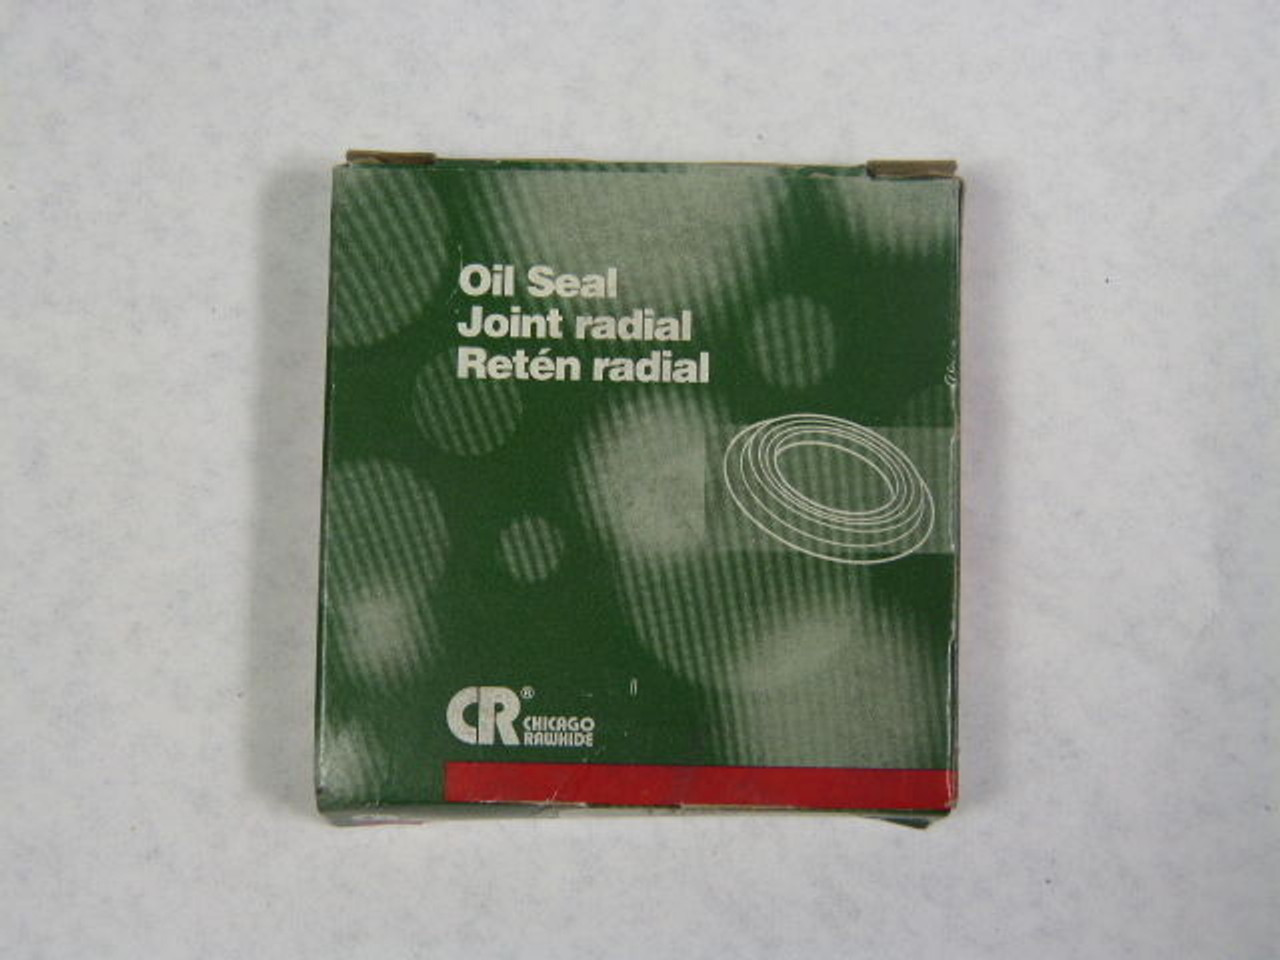 Oil Seal
Joint radial
Retén radial
CR® CHICAGO
RAWHIDE